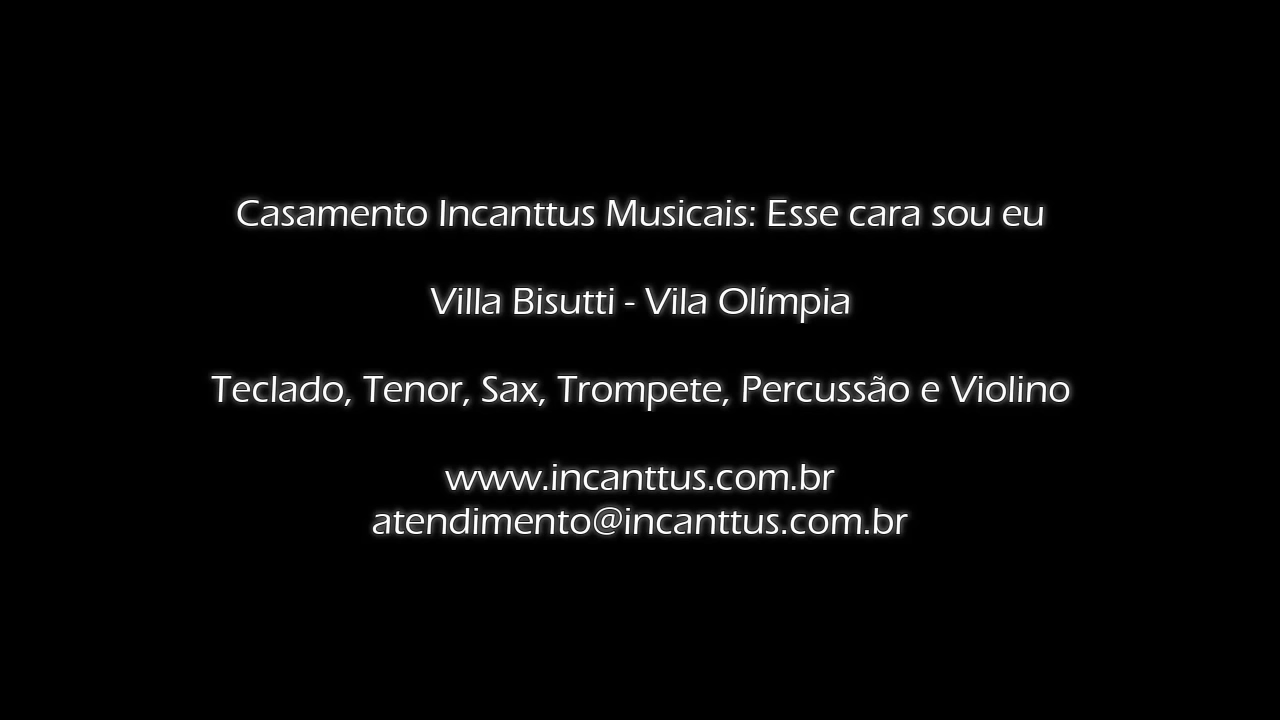 Casamento Incanttus Musicais: Esse cara sou eu
Villa Bisutti - Vila Olímpia
Teclado, Tenor, Sax, Trompete, Percussão e Violino
www.incanttus.com.br
atendimento@incanttus.com.br